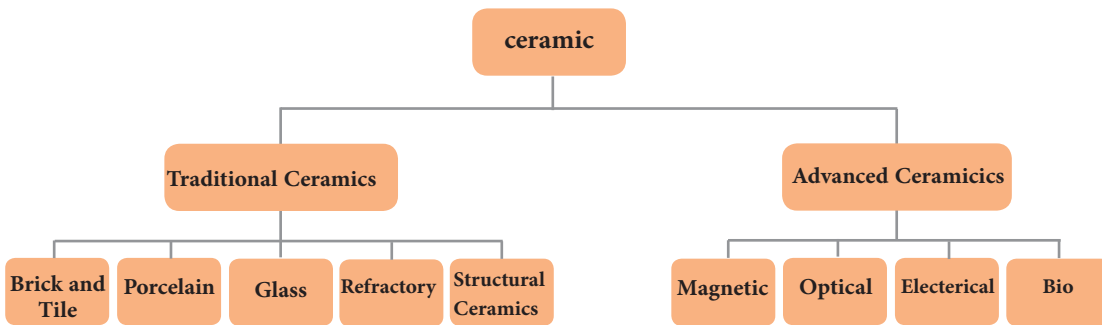 ceramic
Traditional Ceramics
Advanced Ceramicics
Brick and
Tile
Porcelain
Glass
Refractory
Structural
Ceramics
Magnetic
Optical
Electerical
Bio